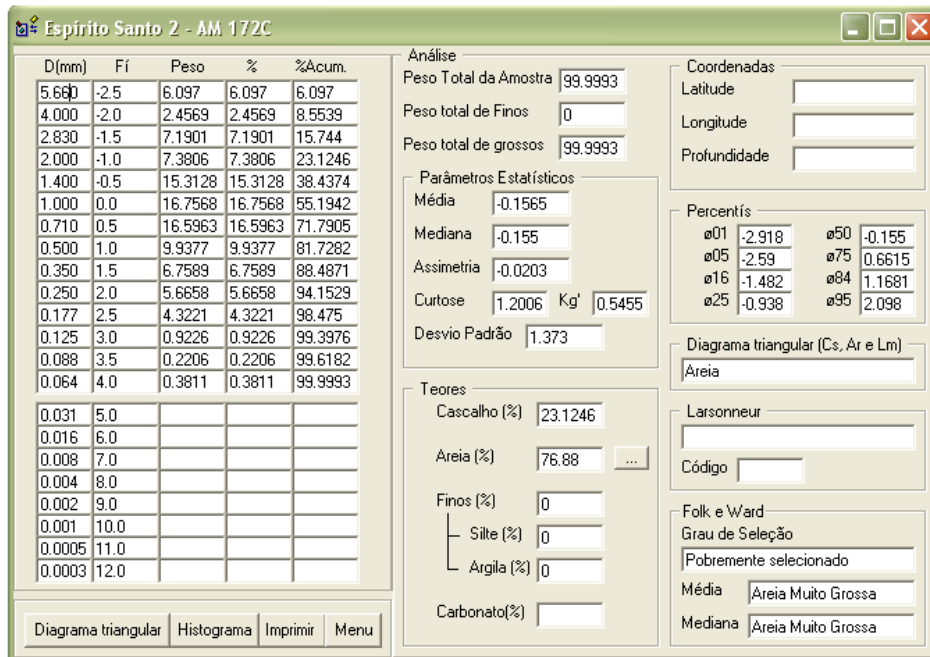 Espírito Santo 2 - AM 172C
D(mm) Fí Peso % %Acum.
5.660 -2.5 6.097 6.097 6.097
4.000 -2.0 2.4569 2.4569 8.5539
2.830 -1.5 7.1901 7.1901 15.744
2.000 -1.0 7.3806 7.3806 23.1246
1.400 -0.5 15.3128 15.3128 38.4374
1.000 0.0 16.7568 16.7568 55.1942
0.710 0.5 16.5963 16.5963 71.7905
0.500 1.0 9.9377 9.9377 81.7282
0.350 1.5 6.7589 6.7589 88.4871
0.250 2.0 5.6658 5.6658 94.1529
0.177 2.5 4.3221 4.3221 98.475
0.125 3.0 0.9226 0.9226 99.3976
0.088 3.5 0.2206 0.2206 99.6182
0.064 4.0 0.3811 0.3811 99.9993
0.031 5.0
0.016 6.0
0.008 7.0
0.004 8.0
0.002 9.0
0.001 10.0
0.0005 11.0
0.0003 12.0
Diagrama triangular Histograma Imprimir Menu
Análise
Peso Total da Amostra 99.9993
Peso total de Finos 0
Peso total de grossos 99.9993
Parâmetros Estatísticos
Média -0.1565
Mediana -0.155
Assimetria -0.0203
Curtose 1.2006 Kg' 0.5455
Desvio Padrão 1.373
Teores
Cascalho (%) 23.1246
Areia (%) 76.88 ...
Finos (%) 0
Silte (%) 0
Argila (%) 0
Carbonato(%)
Coordenadas
Latitude
Longitude
Profundidade
Percentís
ø01 -2.918 ø50 -0.155
ø05 -2.59 ø75 0.6615
ø16 -1.482 ø84 1.1681
ø25 -0.938 ø95 2.098
Diagrama triangular (Cs, Ar e Lm)
Areia
Larsonneur
Código
Folk e Ward
Grau de Seleção
Pobremente selecionado
Média Areia Muito Grossa
Mediana Areia Muito Grossa